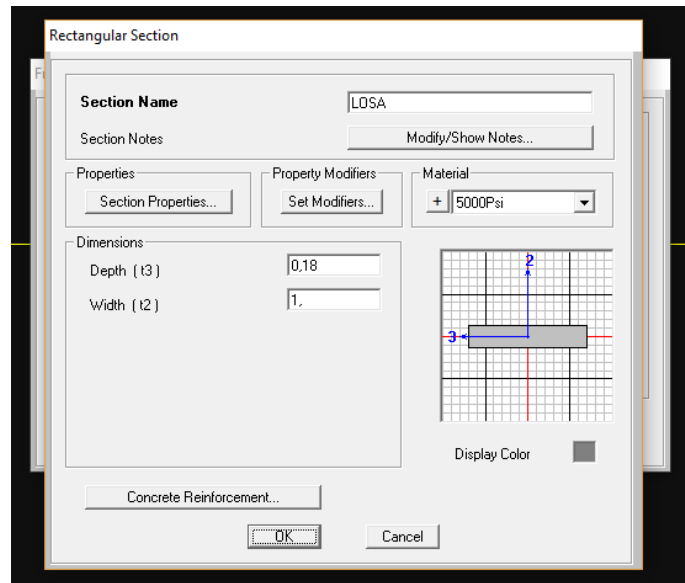 Rectangular Section
F
Section Name LOSA
Section Notes Modify/Show Notes...
Properties Property Modifiers Material
Section Properties... Set Modifiers... + 5000Psi
Dimensions
Depth ( t3 ) 0,18
Width ( t2 ) 1,
2
3
Display Color
Concrete Reinforcement...
OK Cancel